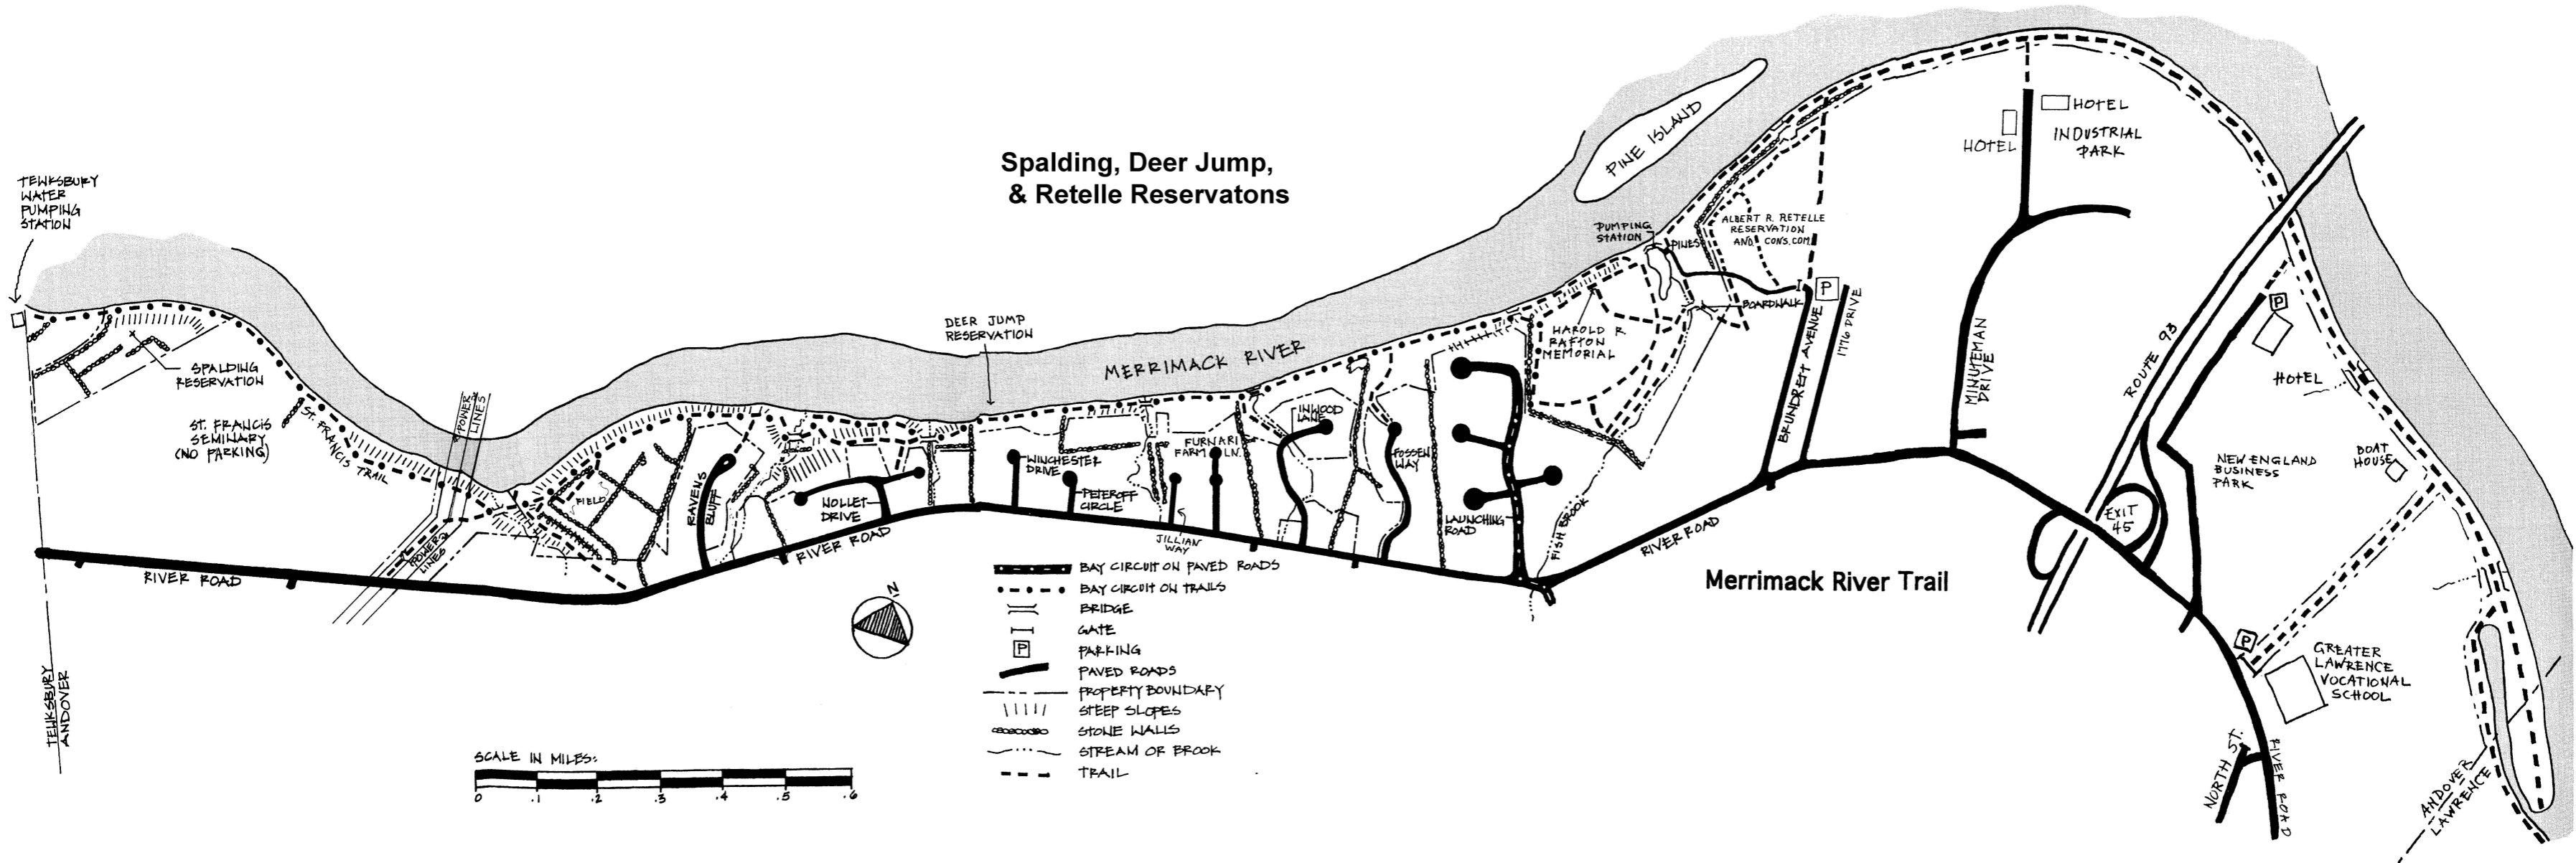 Spalding, Deer Jump,
& Retelle Reservatons
TEWKSBURY
WATER
PUMPING
STATION
SPALDING
RESERVATION
ST. FRANCIS
SEMINARY
(NO PARKING)
ST. FRANCIS TRAIL
POWER
LINES
POWER
LINES
RIVER ROAD
TEWKSBURY
ANDOVER
FIELD
RAVENS
BLUFF
NOLLET
DRIVE
RIVER ROAD
DEER JUMP
RESERVATION
MERRIMACK RIVER
WINCHESTER
DRIVE
PETEROFF
CIRCLE
FURNARI
FARM LN.
JILLIAN
WAY
INWOOD
LANE
FOSSEN
WAY
LAUNCHING
ROAD
FISH BROOK
HAROLD R
RAFTON
MEMORIAL
PINE ISLAND
PUMPING
STATION
PINES
ALBERT R. RETELLE
RESERVATION
AND CONS.COM.
BOARDWALK
P
BRUNDRETT AVENUE
1776 DRIVE
RIVER ROAD
HOTEL
HOTEL
INDUSTRIAL
PARK
MINUTEMAN
DRIVE
ROUTE 93
P
HOTEL
BOAT
HOUSE
NEW ENGLAND
BUSINESS
PARK
EXIT
45
P
GREATER
LAWRENCE
VOCATIONAL
SCHOOL
NORTH ST.
RIVER ROAD
ANDOVER
LAWRENCE
Merrimack River Trail
N
BAY CIRCUIT ON PAVED ROADS
BAY CIRCUIT ON TRAILS
BRIDGE
GATE
P PARKING
PAVED ROADS
PROPERTY BOUNDARY
STEEP SLOPES
STONE WALLS
STREAM OR BROOK
TRAIL
SCALE IN MILES:
0 .1 .2 .3 .4 .5 .6